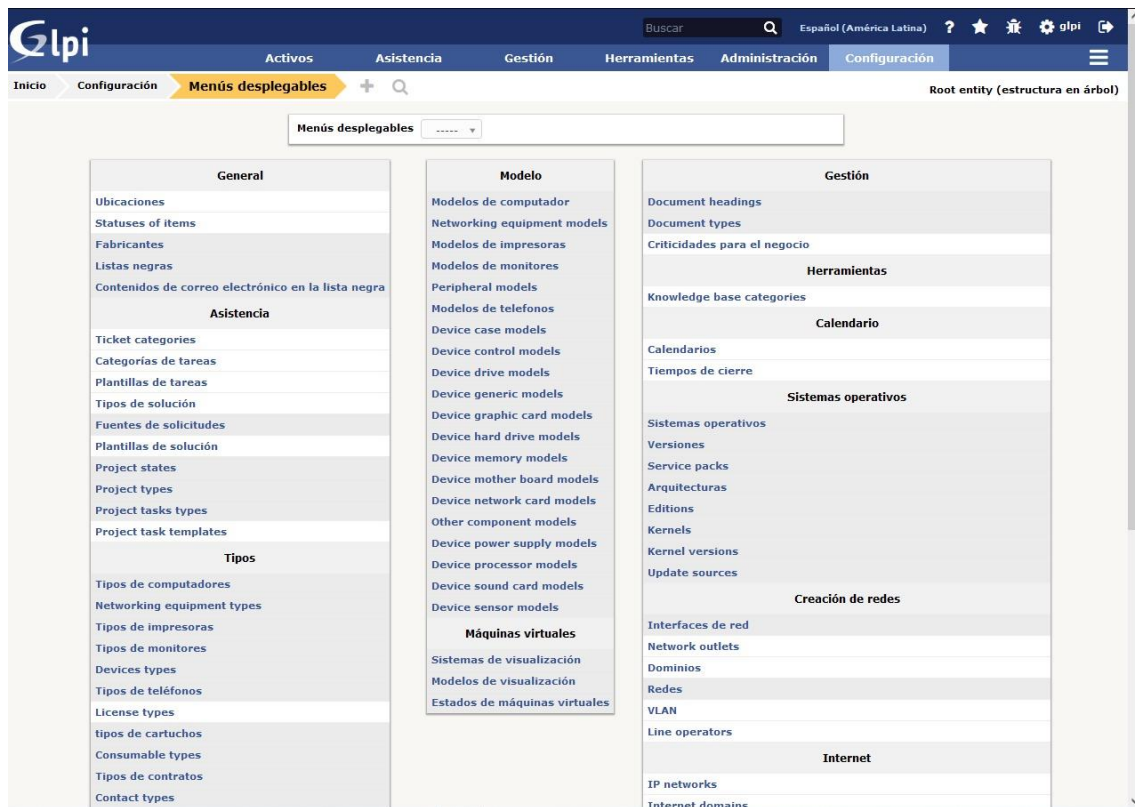 Glpi
Buscar
Español (América Latina)
?
glpi
Activos Asistencia Gestión Herramientas Administración Configuración
Inicio Configuración Menús desplegables
Root entity (estructura en árbol)
Menús desplegables -----
General
Ubicaciones
Statuses of items
Fabricantes
Listas negras
Contenidos de correo electrónico en la lista negra
Asistencia
Ticket categories
Categorías de tareas
Plantillas de tareas
Tipos de solución
Fuentes de solicitudes
Plantillas de solución
Project states
Project types
Project tasks types
Project task templates
Tipos
Tipos de computadores
Networking equipment types
Tipos de impresoras
Tipos de monitores
Devices types
Tipos de teléfonos
License types
tipos de cartuchos
Consumable types
Tipos de contratos
Contact types
Modelo
Modelos de computador
Networking equipment models
Modelos de impresoras
Modelos de monitores
Peripheral models
Modelos de telefonos
Device case models
Device control models
Device drive models
Device generic models
Device graphic card models
Device hard drive models
Device memory models
Device mother board models
Device network card models
Other component models
Device power supply models
Device processor models
Device sound card models
Device sensor models
Máquinas virtuales
Sistemas de visualización
Modelos de visualización
Estados de máquinas virtuales
Gestión
Document headings
Document types
Criticidades para el negocio
Herramientas
Knowledge base categories
Calendario
Calendarios
Tiempos de cierre
Sistemas operativos
Sistemas operativos
Versiones
Service packs
Arquitecturas
Editions
Kernels
Kernel versions
Update sources
Creación de redes
Interfaces de red
Network outlets
Dominios
Redes
VLAN
Line operators
Internet
IP networks
Internet domains